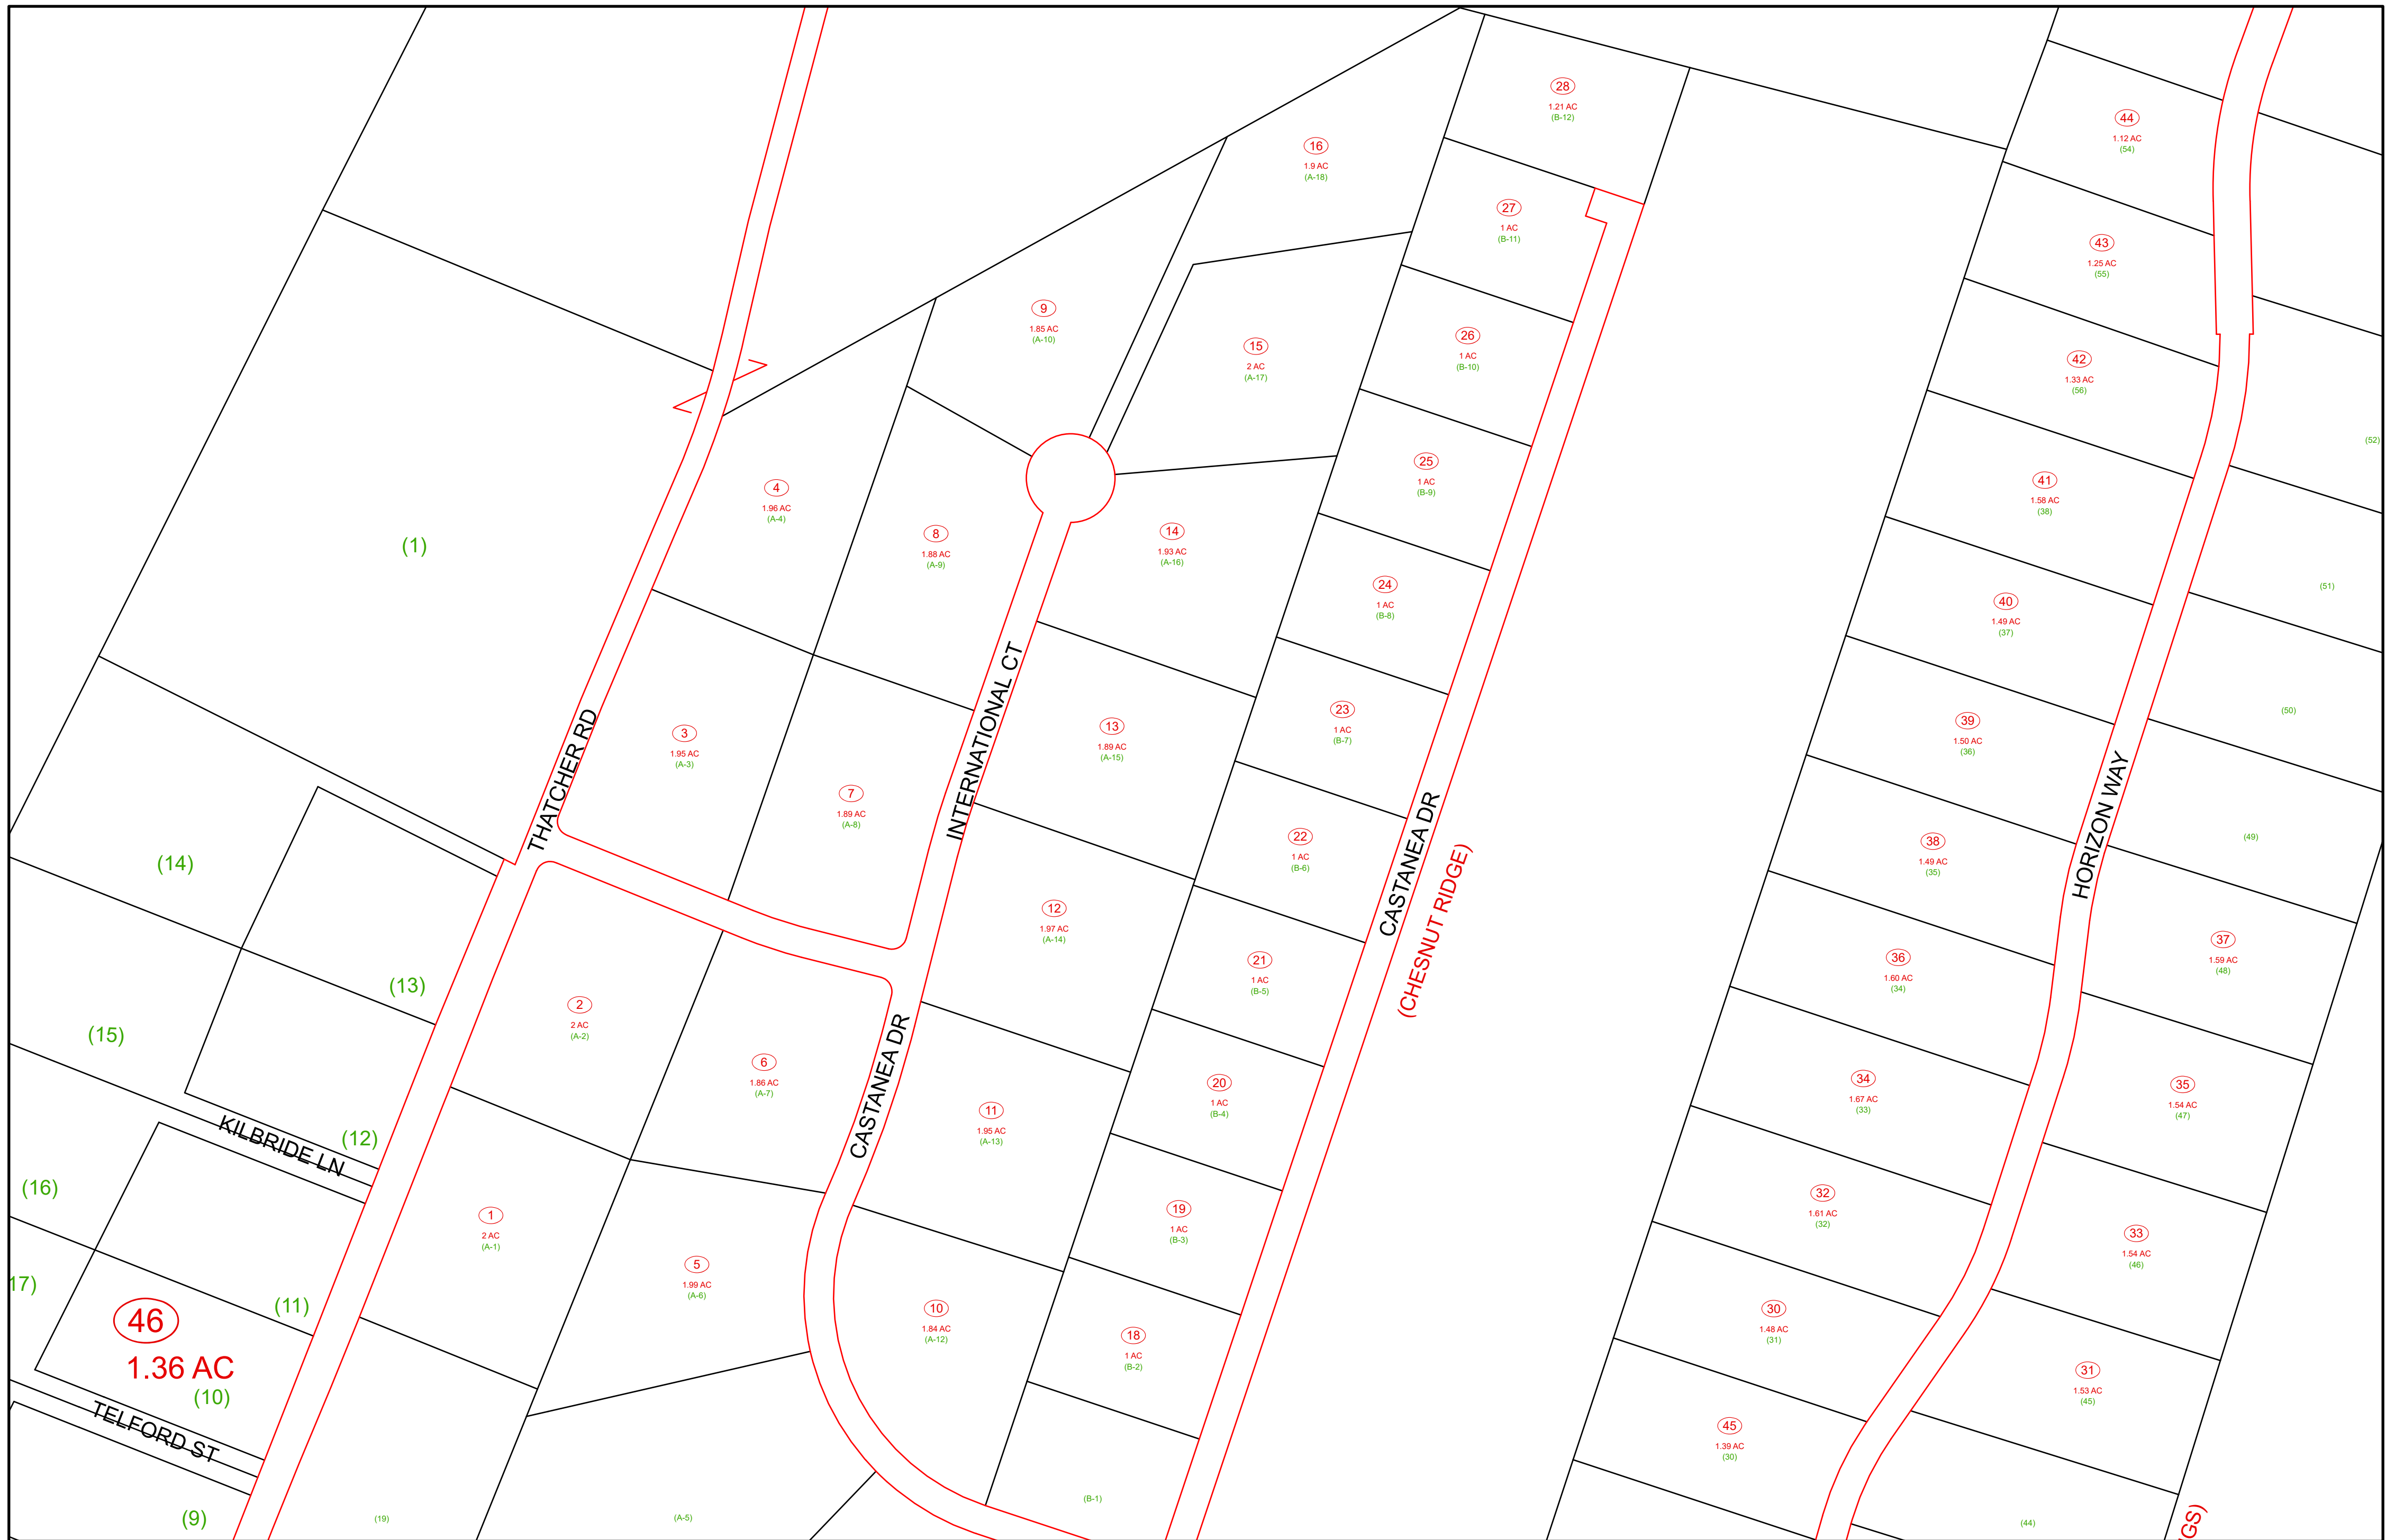 28
1.21 AC
(B-12)
44
1.12 AC
(54)
16
1.9 AC
(A-18)
27
1 AC
(B-11)
43
1.25 AC
(55)
9
1.85 AC
(A-10)
15
2 AC
(A-17)
26
1 AC
(B-10)
42
1.33 AC
(56)
(52)
4
1.96 AC
(A-4)
25
1 AC
(B-9)
41
1.58 AC
(38)
(1)
8
1.88 AC
(A-9)
14
1.93 AC
(A-16)
24
1 AC
(B-8)
40
1.49 AC
(37)
(51)
3
1.95 AC
(A-3)
INTERNATIONAL CT
13
1.89 AC
(A-15)
23
1 AC
(B-7)
39
1.50 AC
(36)
(50)
THATCHER RD
7
1.89 AC
(A-8)
22
1 AC
(B-6)
CASTANEA DR
(CHESNUT RIDGE)
38
1.49 AC
(35)
HORIZON WAY
(49)
(14)
12
1.97 AC
(A-14)
21
1 AC
(B-5)
36
1.60 AC
(34)
37
1.59 AC
(48)
(13)
2
2 AC
(A-2)
6
1.86 AC
(A-7)
CASTANEA DR
(15)
11
1.95 AC
(A-13)
20
1 AC
(B-4)
34
1.67 AC
(33)
35
1.54 AC
(47)
KILBRIDE LN
(12)
(16)
1
2 AC
(A-1)
5
1.99 AC
(A-6)
19
1 AC
(B-3)
32
1.61 AC
(32)
33
1.54 AC
(46)
17)
46
1.36 AC
(10)
(11)
10
1.84 AC
(A-12)
18
1 AC
(B-2)
30
1.48 AC
(31)
31
1.53 AC
(45)
TELFORD ST
45
1.39 AC
(30)
(9)
(19)
(A-5)
(B-1)
(44)
GS)